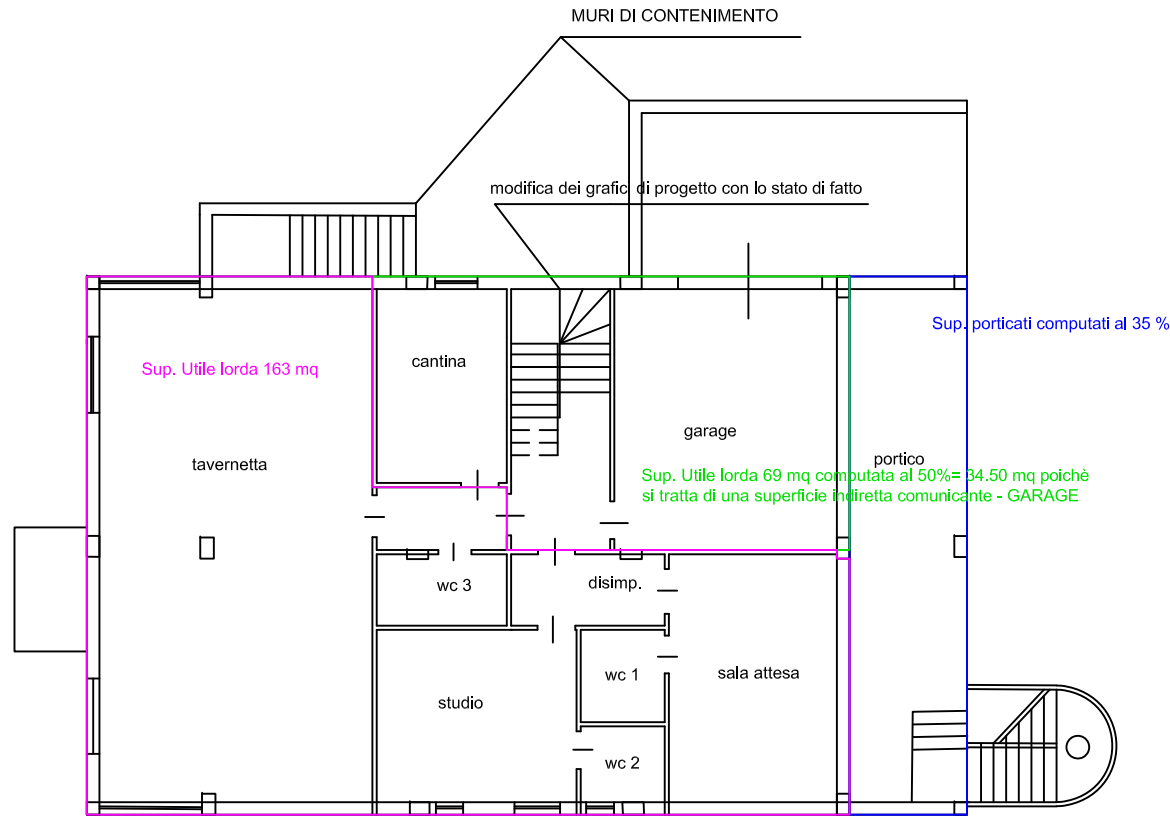 MURI DI CONTENIMENTO
modifica dei grafici di progetto con lo stato di fatto
Sup. porticati computati al 35 %
Sup. Utile lorda 163 mq
cantina
garage
tavernetta
portico
Sup. Utile lorda 69 mq computata al 50%= 34.50 mq poichè
si tratta di una superficie indiretta comunicante - GARAGE
wc 3
disimp.
wc 1
sala attesa
studio
wc 2